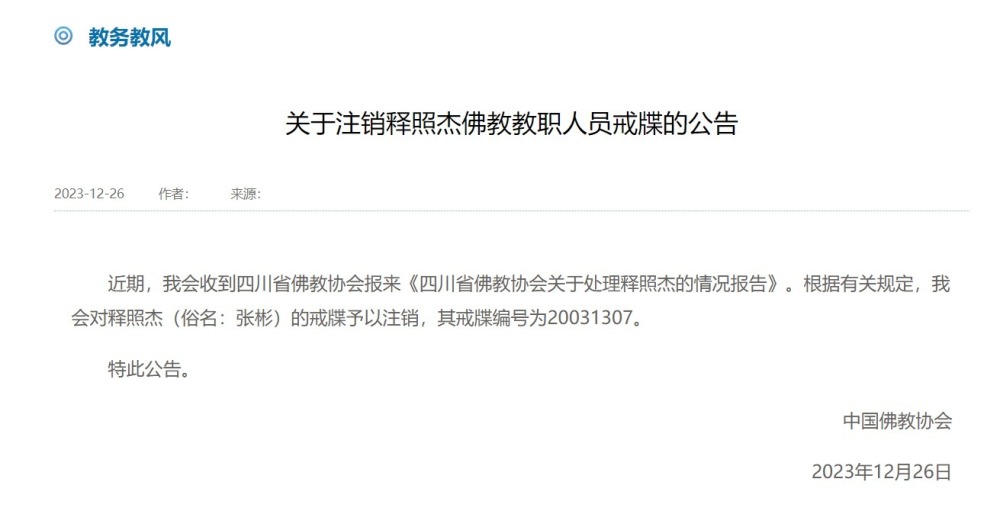 教务教风
关于注销释照杰佛教教职人员戒牒的公告
2023-12-26 作者： 来源：
近期，我会收到四川省佛教协会报来《四川省佛教协会关于处理释照杰的情况报告》。根据有关规定，我
会对释照杰（俗名：张彬）的戒牒予以注销，其戒牒编号为20031307。
特此公告。
中国佛教协会
2023年12月26日